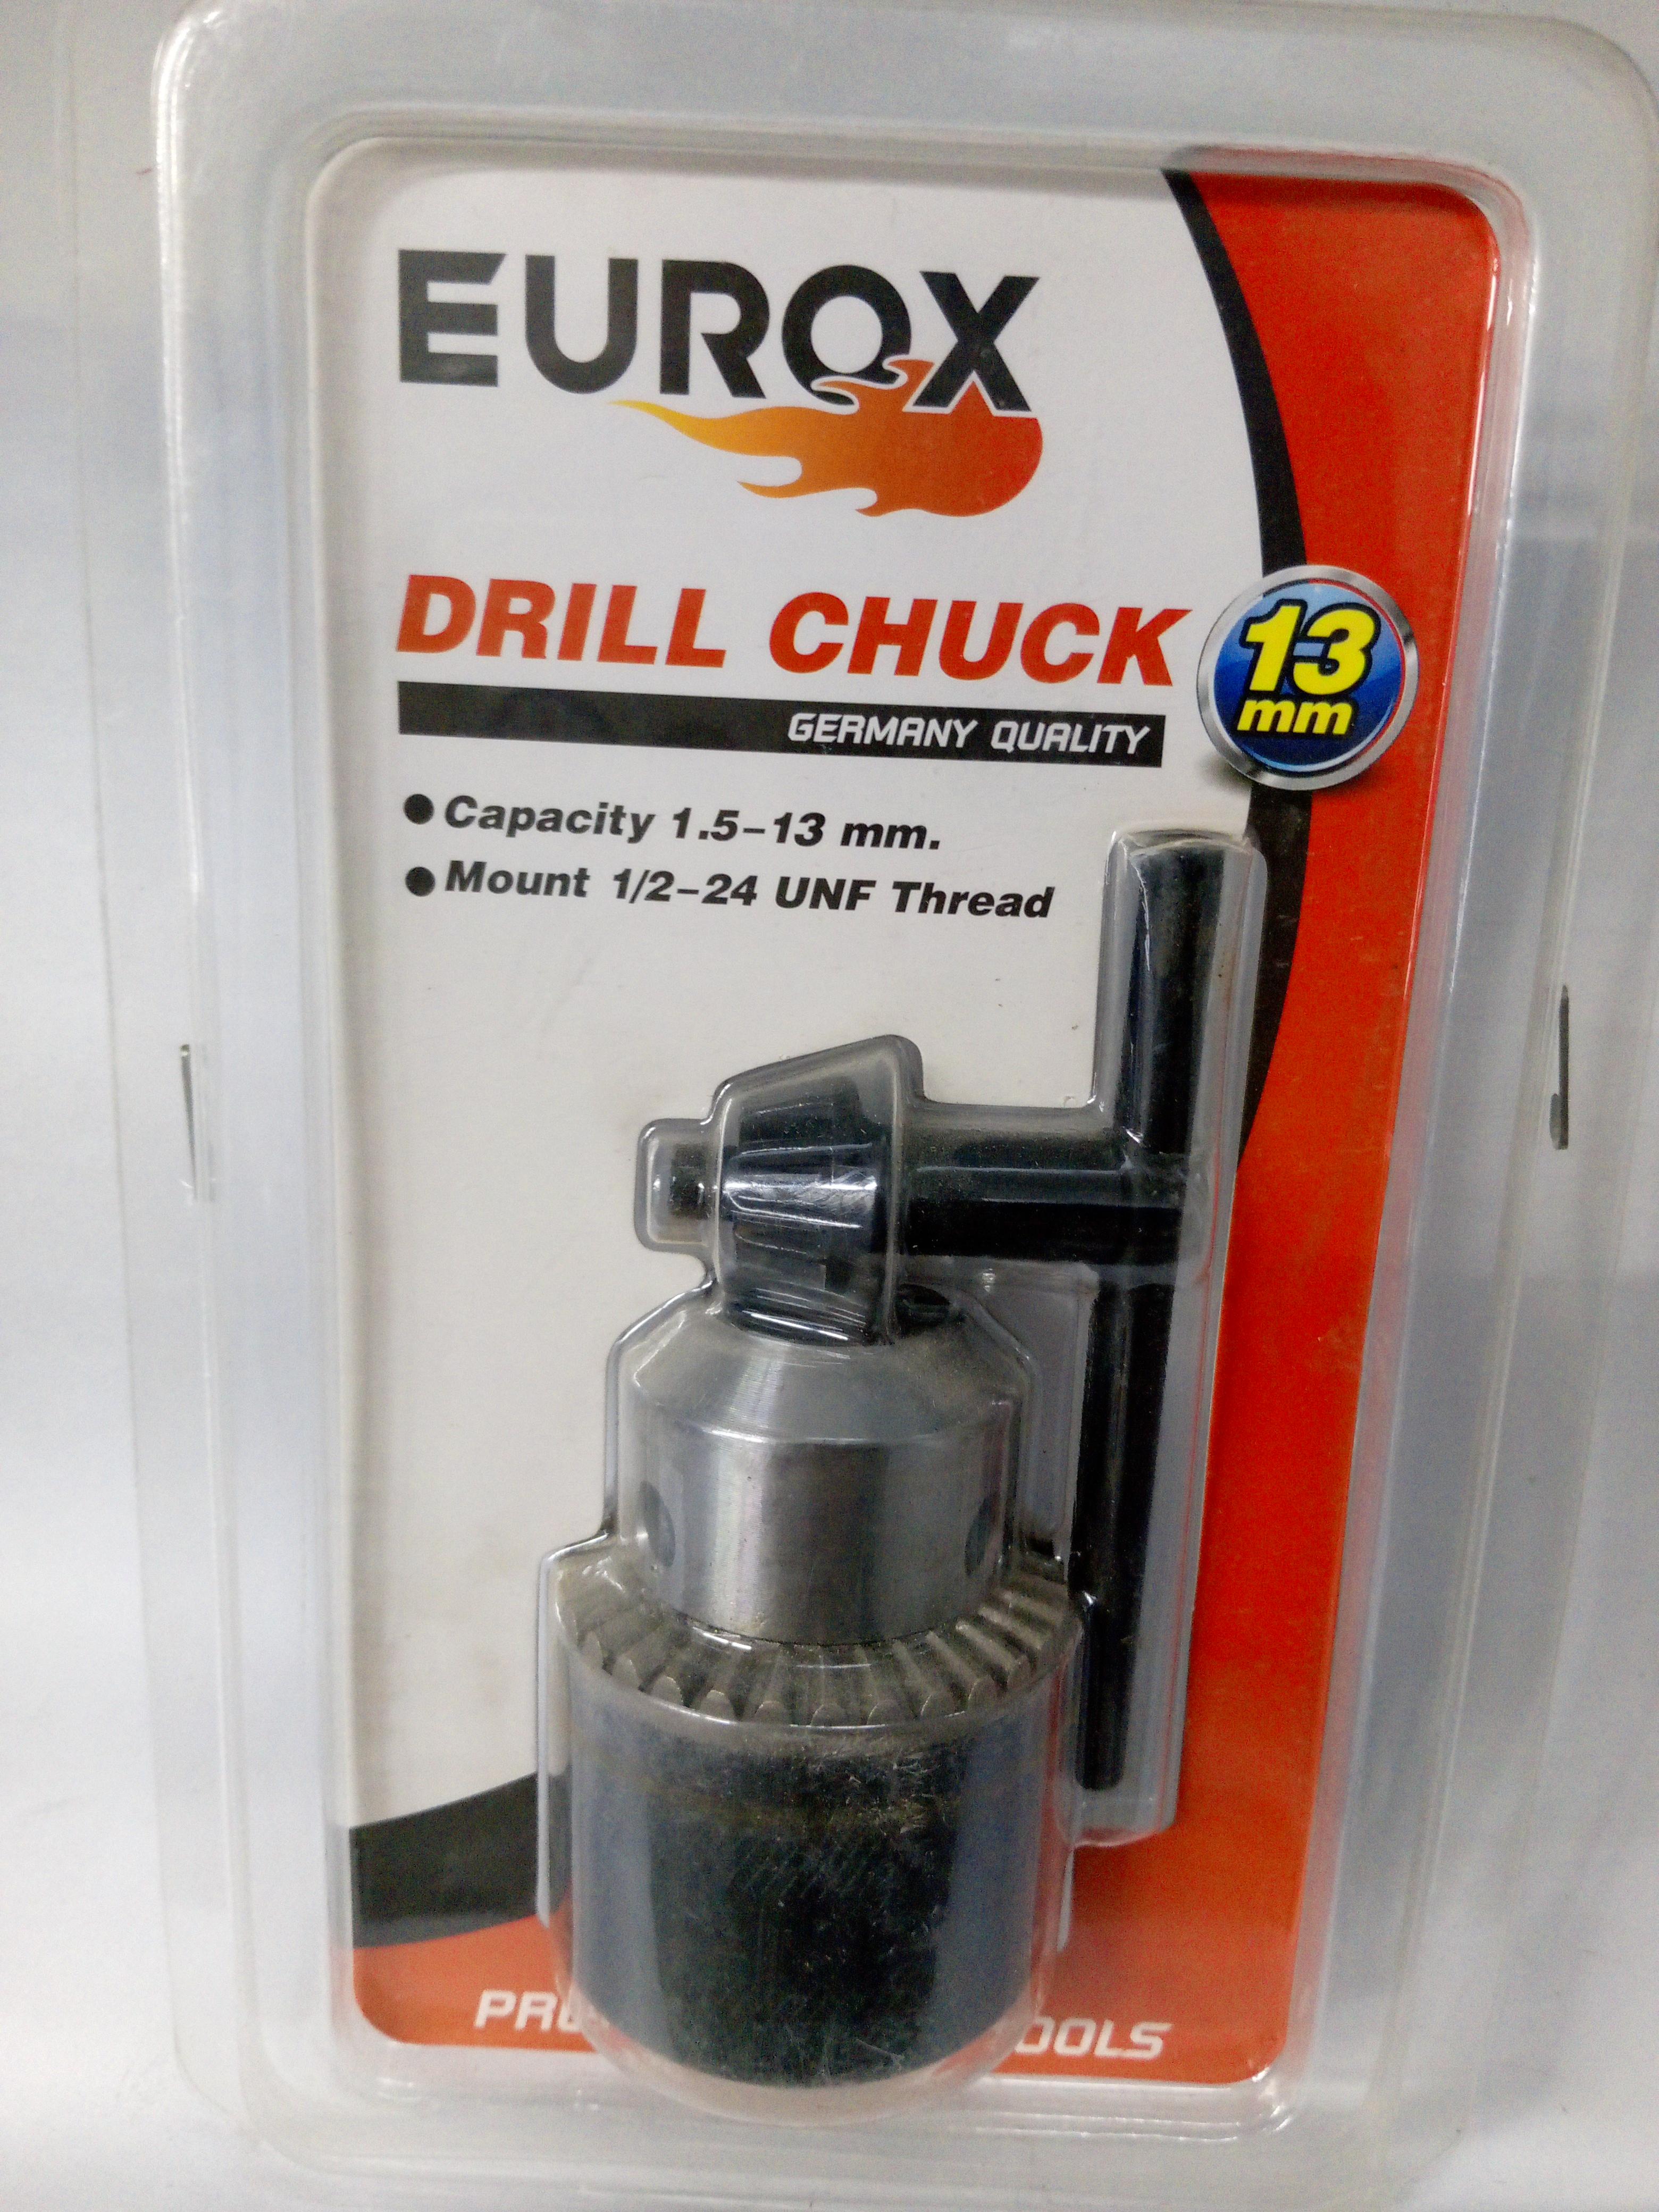 EUROX
DRILL CHUCK
13
mm
GERMANY QUALITY
● Capacity 1.5-13 mm.
● Mount 1/2-24 UNF Thread